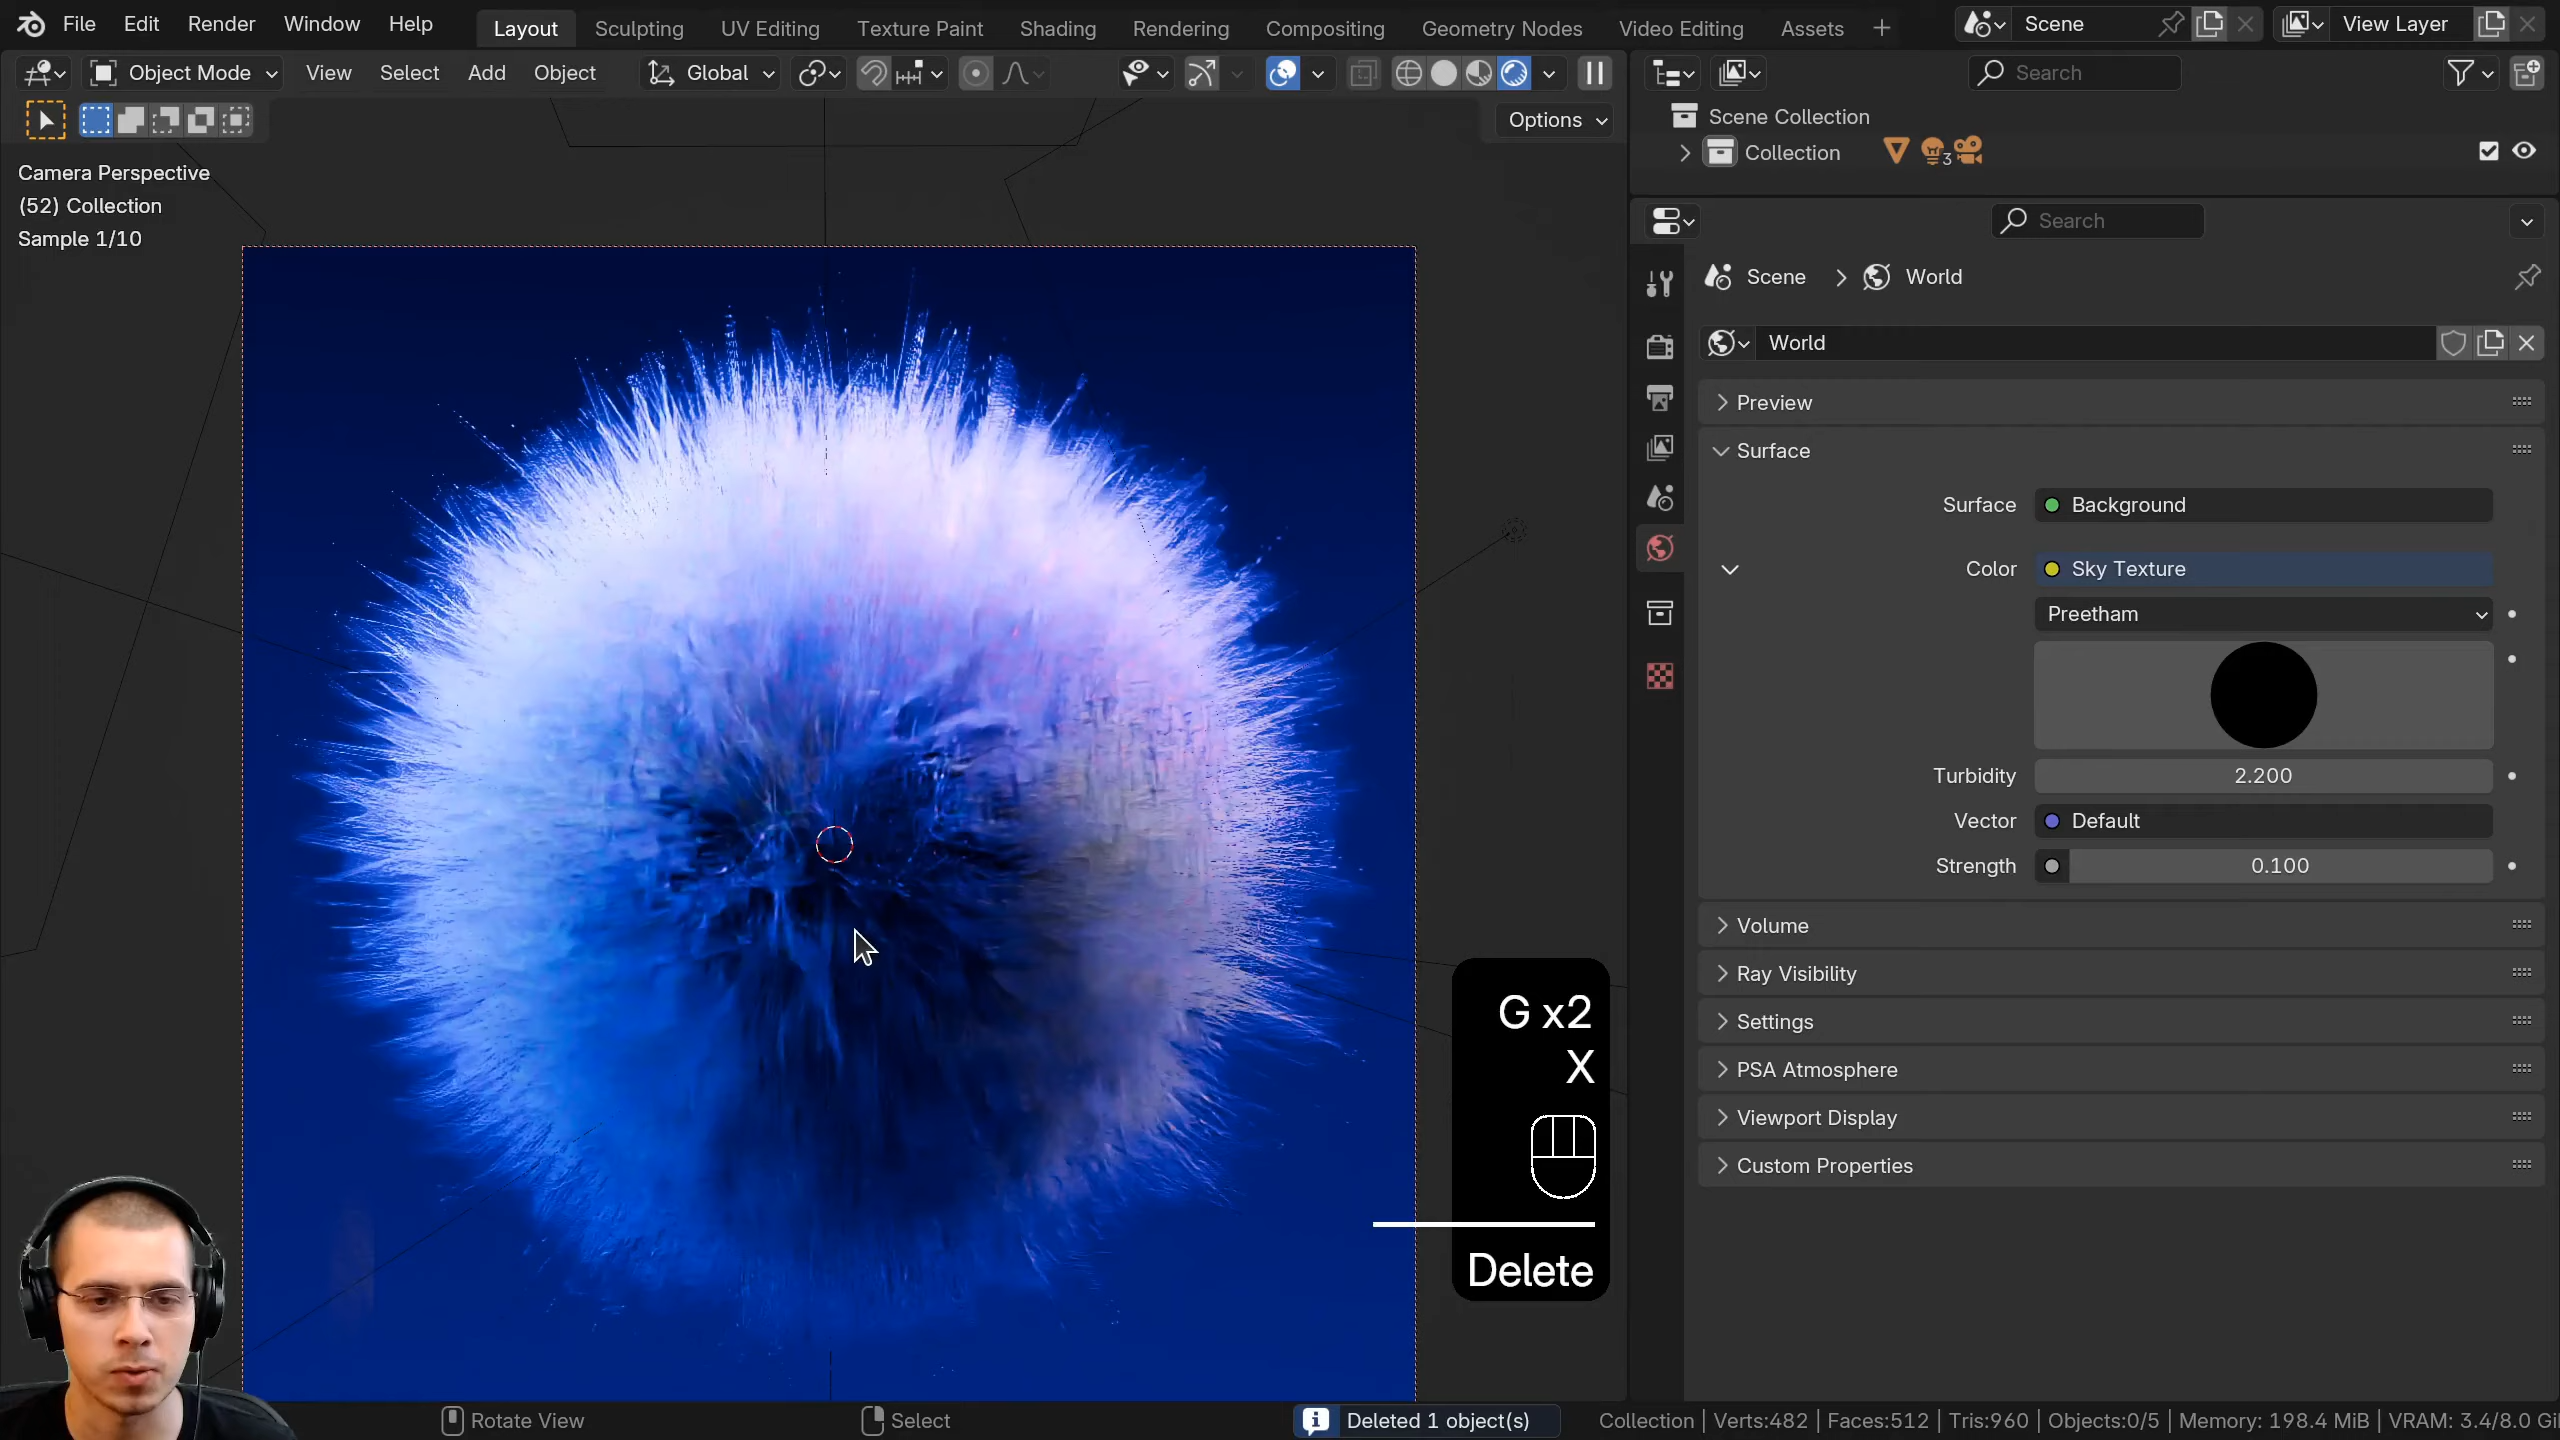 File Edit Render Window Help Layout Sculpting UV Editing Texture Paint Shading Rendering Compositing Geometry Nodes Video Editing Assets + Scene View Layer
Object Mode View Select Add Object Global Search
Options
Scene Collection
Collection 3
Camera Perspective
(52) Collection
Sample 1/10
Search
Scene World
World
Preview
Surface
Surface Background
Color Sky Texture
Preetham
Turbidity 2.200
Vector Default
Strength 0.100
Volume
Ray Visibility
Settings
PSA Atmosphere
Viewport Display
Custom Properties
G x2
X
Delete
Rotate View Select Deleted 1 object(s) Collection | Verts:482 | Faces:512 | Tris:960 | Objects:0/5 | Memory: 198.4 MiB | VRAM: 3.4/8.0 Gi